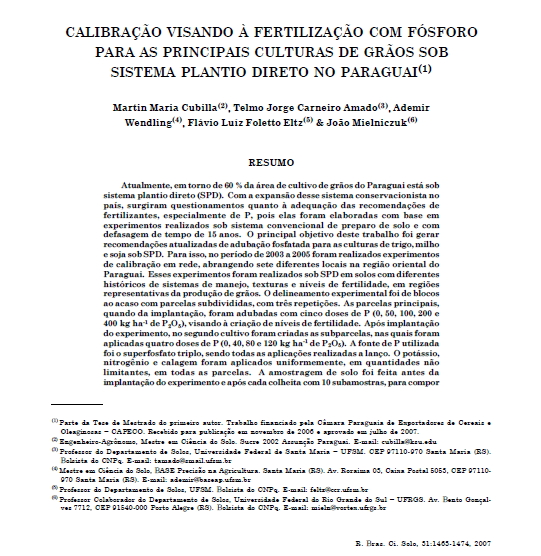 CALIBRAÇÃO VISANDO À FERTILIZAÇÃO COM FÓSFORO
PARA AS PRINCIPAIS CULTURAS DE GRÃOS SOB
SISTEMA PLANTIO DIRETO NO PARAGUAI(1)
Martin Maria Cubilla(2), Telmo Jorge Carneiro Amado(3), Ademir
Wendling(4), Flávio Luiz Foletto Eltz(5) & João Mielniczuk(6)
RESUMO
Atualmente, em torno de 60 % da área de cultivo de grãos do Paraguai está sob
sistema plantio direto (SPD). Com a expansão desse sistema conservacionista no
país, surgiram questionamentos quanto à adequação das recomendações de
fertilizantes, especialmente de P, pois elas foram elaboradas com base em
experimentos realizados sob sistema convencional de preparo de solo e com
defasagem de tempo de 15 anos. O principal objetivo deste trabalho foi gerar
recomendações atualizadas de adubação fosfatada para as culturas de trigo, milho
e soja sob SPD. Para isso, no período de 2003 a 2005 foram realizados experimentos
de calibração em rede, abrangendo sete diferentes locais na região oriental do
Paraguai. Esses experimentos foram realizados sob SPD em solos com diferentes
históricos de sistemas de manejo, texturas e níveis de fertilidade, em regiões
representativas da produção de grãos. O delineamento experimental foi de blocos
ao acaso com parcelas subdivididas, com três repetições. As parcelas principais,
quando da implantação, foram adubadas com cinco doses de P (0, 50, 100, 200 e
400 kg ha-1 de P2O5), visando à criação de níveis de fertilidade. Após implantação
do experimento, no segundo cultivo foram criadas as subparcelas, nas quais foram
aplicadas quatro doses de P (0, 40, 80 e 120 kg ha-1 de P2O5). A fonte de P utilizada
foi o superfosfato triplo, sendo todas as aplicações realizadas a lanço. O potássio,
nitrogênio e calagem foram aplicados uniformemente, em quantidades não
limitantes, em todas as parcelas. A amostragem de solo foi feita antes da
implantação do experimento e após cada colheita com 10 subamostras, para compor
(1) Parte da Tese de Mestrado do primeiro autor. Trabalho financiado pela Câmara Paraguaia de Exportadores de Cereais e
Oleaginosas – CAPECO. Recebido para publicação em novembro de 2006 e aprovado em julho de 2007.
(2) Engenheiro-Agrônomo, Mestre em Ciência do Solo. Sucre 2002 Assunção Paraguai. E-mail: cubilla@ksu.edu
(3) Professor do Departamento de Solos, Universidade Federal de Santa Maria – UFSM. CEP 97110-970 Santa Maria (RS).
Bolsista do CNPq. E-mail: tamado@smail.ufsm.br
(4) Mestre em Ciência do Solo, BASE Precisão na Agricultura. Santa Maria (RS). Av. Roraima 05, Caixa Postal 5053, CEP 97110-
970 Santa Maria (RS). E-mail: ademir@baseap.ufsm.br
(5) Professor do Departamento de Solos, UFSM. Bolsista do CNPq. E-mail: feltz@ccr.ufsm.br
(6) Professor Colaborador do Departamento de Solos, Universidade Federal do Rio Grande do Sul – UFRGS. Av. Bento Gonçal-
ves 7712, CEP 91540-000 Porto Alegre (RS). Bolsista do CNPq. E-mail: mieln@vortex.ufrgs.br
R. Bras. Ci. Solo, 31:1463-1474, 2007